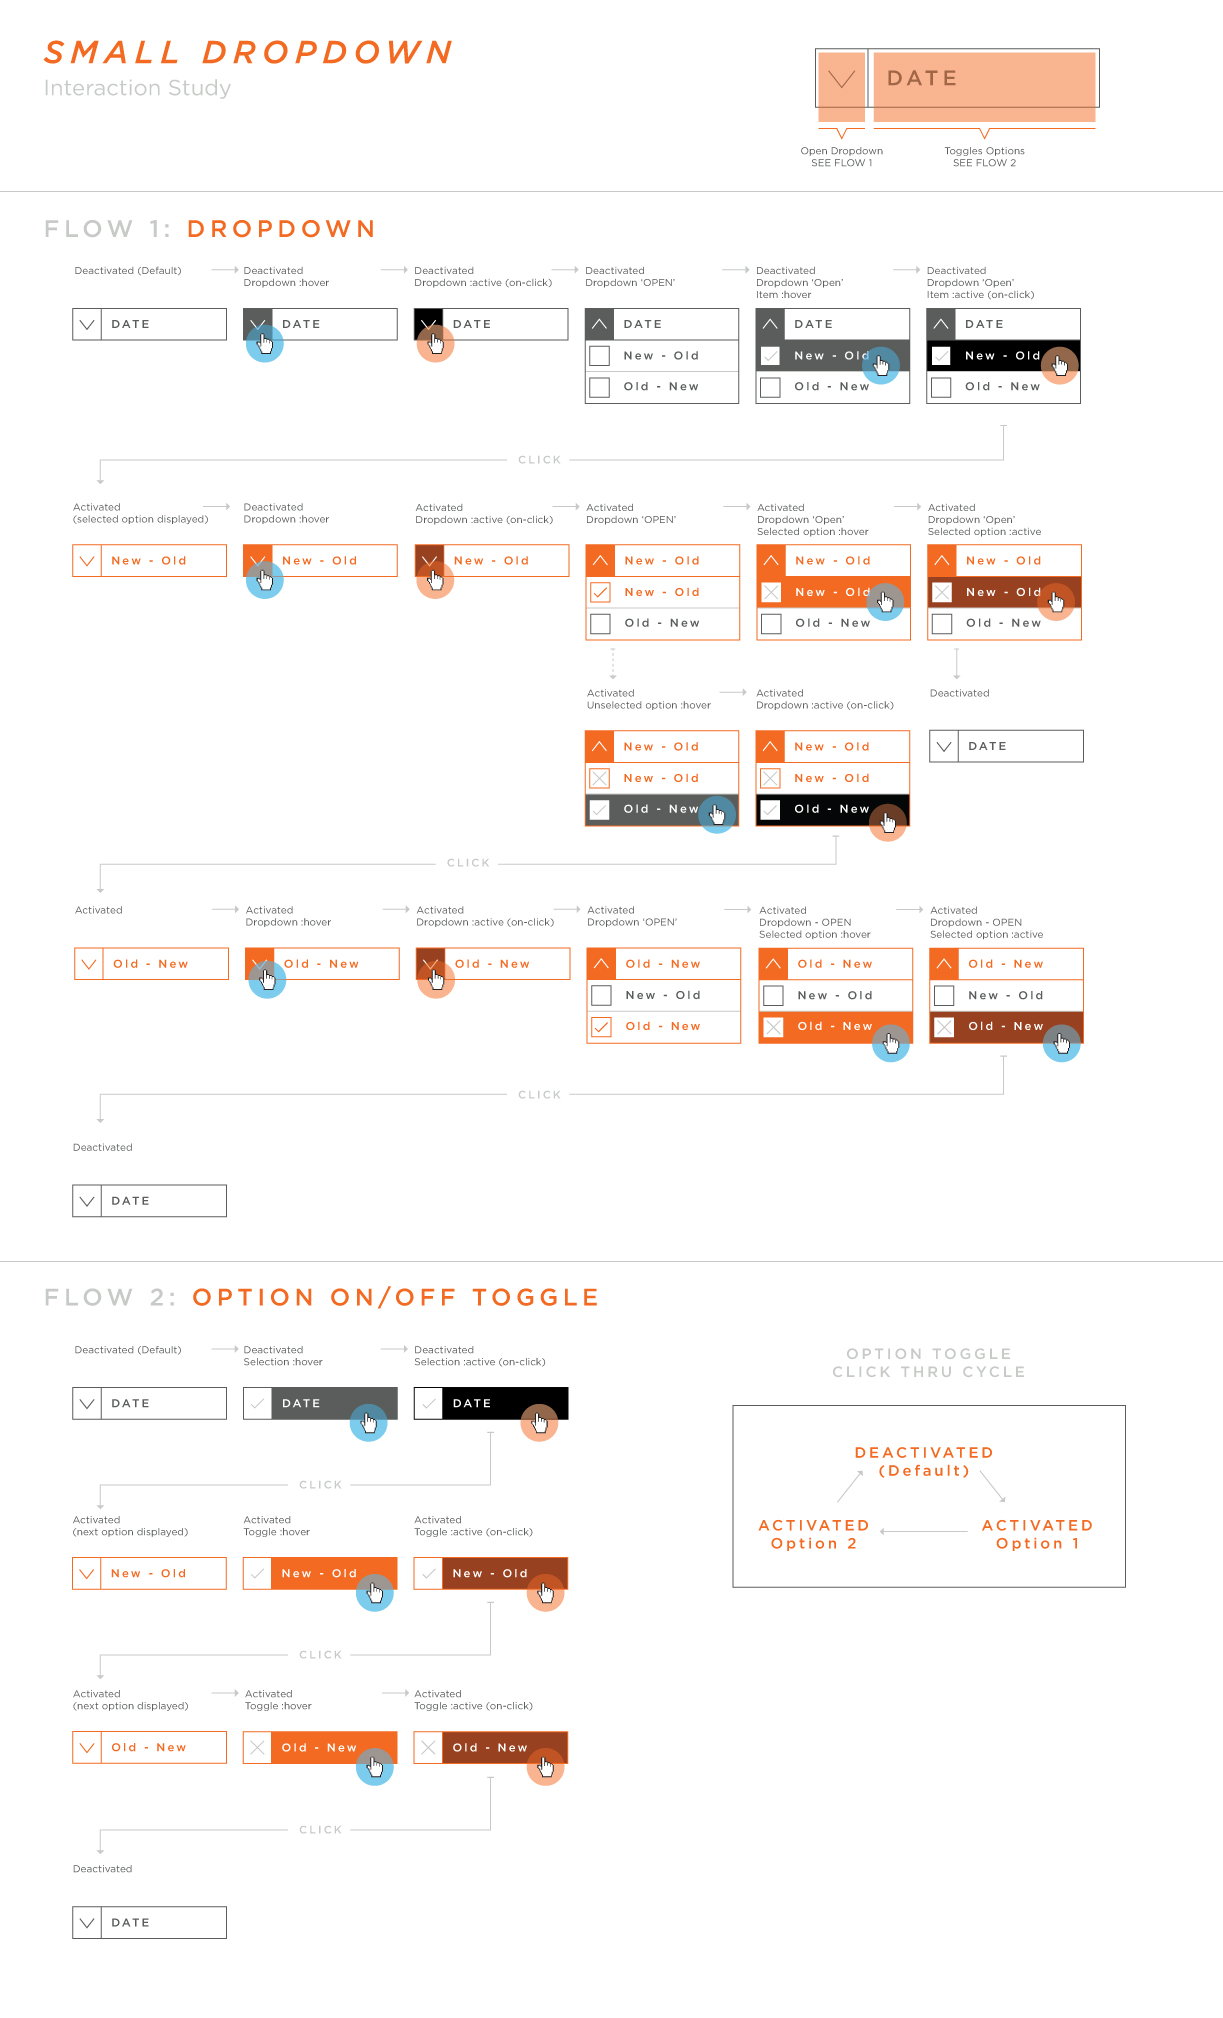 SMALL DROPDOWN
Interaction Study
DATE
Open Dropdown
SEE FLOW 1
Toggles Options
SEE FLOW 2
FLOW 1: DROPDOWN
Deactivated (Default)
DATE
Deactivated
Dropdown :hover
DATE
Deactivated
Dropdown :active (on-click)
DATE
Deactivated
Dropdown 'OPEN'
DATE
New - Old
Old - New
Deactivated
Dropdown 'Open'
Item :hover
DATE
New - Old
Old - New
Deactivated
Dropdown 'Open'
Item :active (on-click)
DATE
New - Old
Old - New
CLICK
Activated
(selected option displayed)
New - Old
Deactivated
Dropdown :hover
New - Old
Activated
Dropdown :active (on-click)
New - Old
Activated
Dropdown 'OPEN'
New - Old
New - Old
Old - New
Activated
Dropdown 'Open'
Selected option :hover
New - Old
New - Old
Old - New
Activated
Dropdown 'Open'
Selected option :active
New - Old
New - Old
Old - New
Activated
Unselected option :hover
New - Old
New - Old
Old - New
Activated
Dropdown :active (on-click)
New - Old
New - Old
Old - New
Deactivated
DATE
CLICK
Activated
Old - New
Activated
Dropdown :hover
Old - New
Activated
Dropdown :active (on-click)
Old - New
Activated
Dropdown 'OPEN'
Old - New
New - Old
Old - New
Activated
Dropdown - OPEN
Selected option :hover
Old - New
New - Old
Old - New
Activated
Dropdown - OPEN
Selected option :active
Old - New
New - Old
Old - New
CLICK
Deactivated
DATE
FLOW 2: OPTION ON/OFF TOGGLE
Deactivated (Default)
DATE
Deactivated
Selection :hover
DATE
Deactivated
Selection :active (on-click)
DATE
CLICK
Activated
(next option displayed)
New - Old
Activated
Toggle :hover
New - Old
Activated
Toggle :active (on-click)
New - Old
CLICK
Activated
(next option displayed)
Old - New
Activated
Toggle :hover
Old - New
Activated
Toggle :active (on-click)
Old - New
CLICK
Deactivated
DATE
OPTION TOGGLE
CLICK THRU CYCLE
DEACTIVATED
(Default)
ACTIVATED
Option 2
ACTIVATED
Option 1